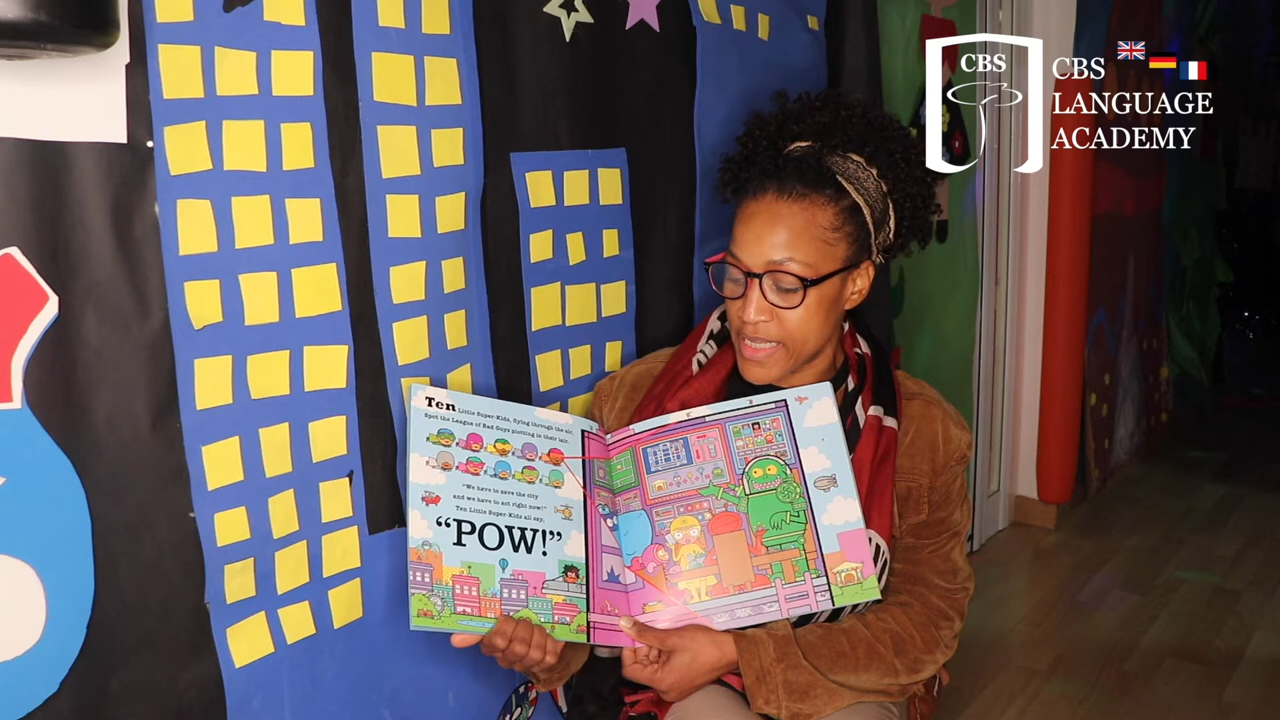 CBS
CBS
LANGUAGE
ACADEMY
Ten Little Super-Kids, flying through the air,
Spot the League of Bad Guys plotting in their lair.
"We have to save the city
and we have to act right now!"
Ten Little Super-Kids all say,
"POW!"